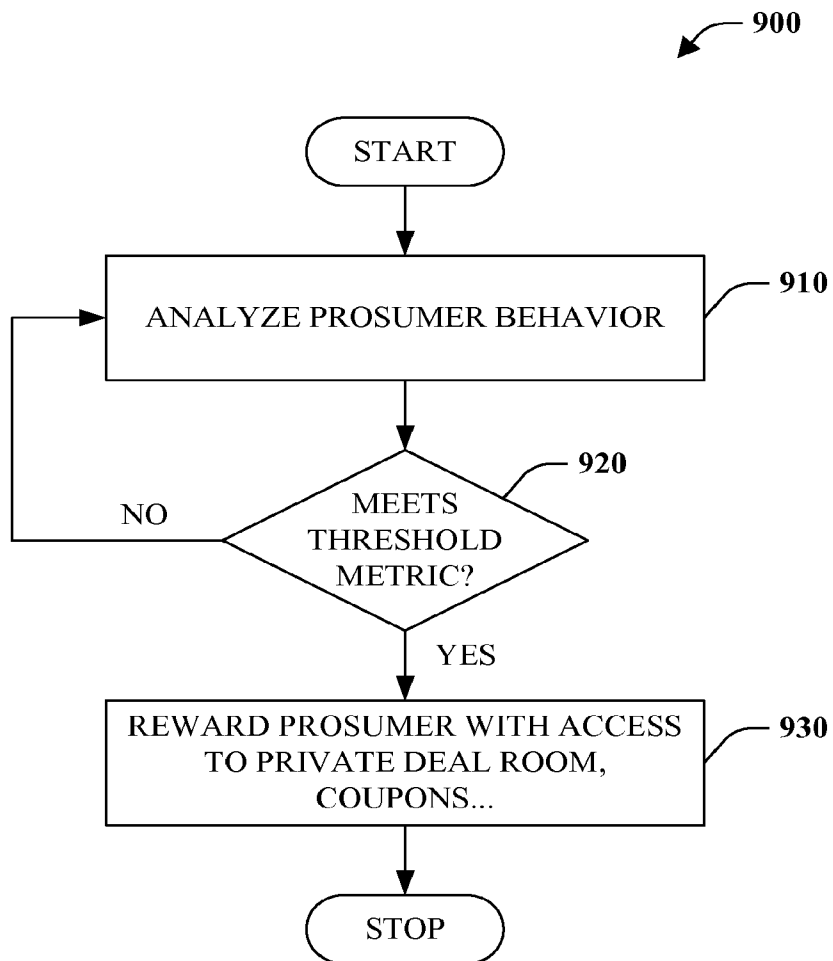 900
START
910
ANALYZE PROSUMER BEHAVIOR
920
MEETS
THRESHOLD
METRIC?
NO
YES
930
REWARD PROSUMER WITH ACCESS
TO PRIVATE DEAL ROOM,
COUPONS...
STOP